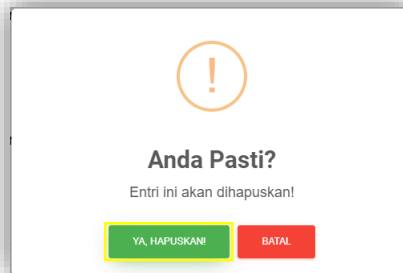 !
Anda Pasti?
Entri ini akan dihapuskan!
YA, HAPUSKAN! BATAL